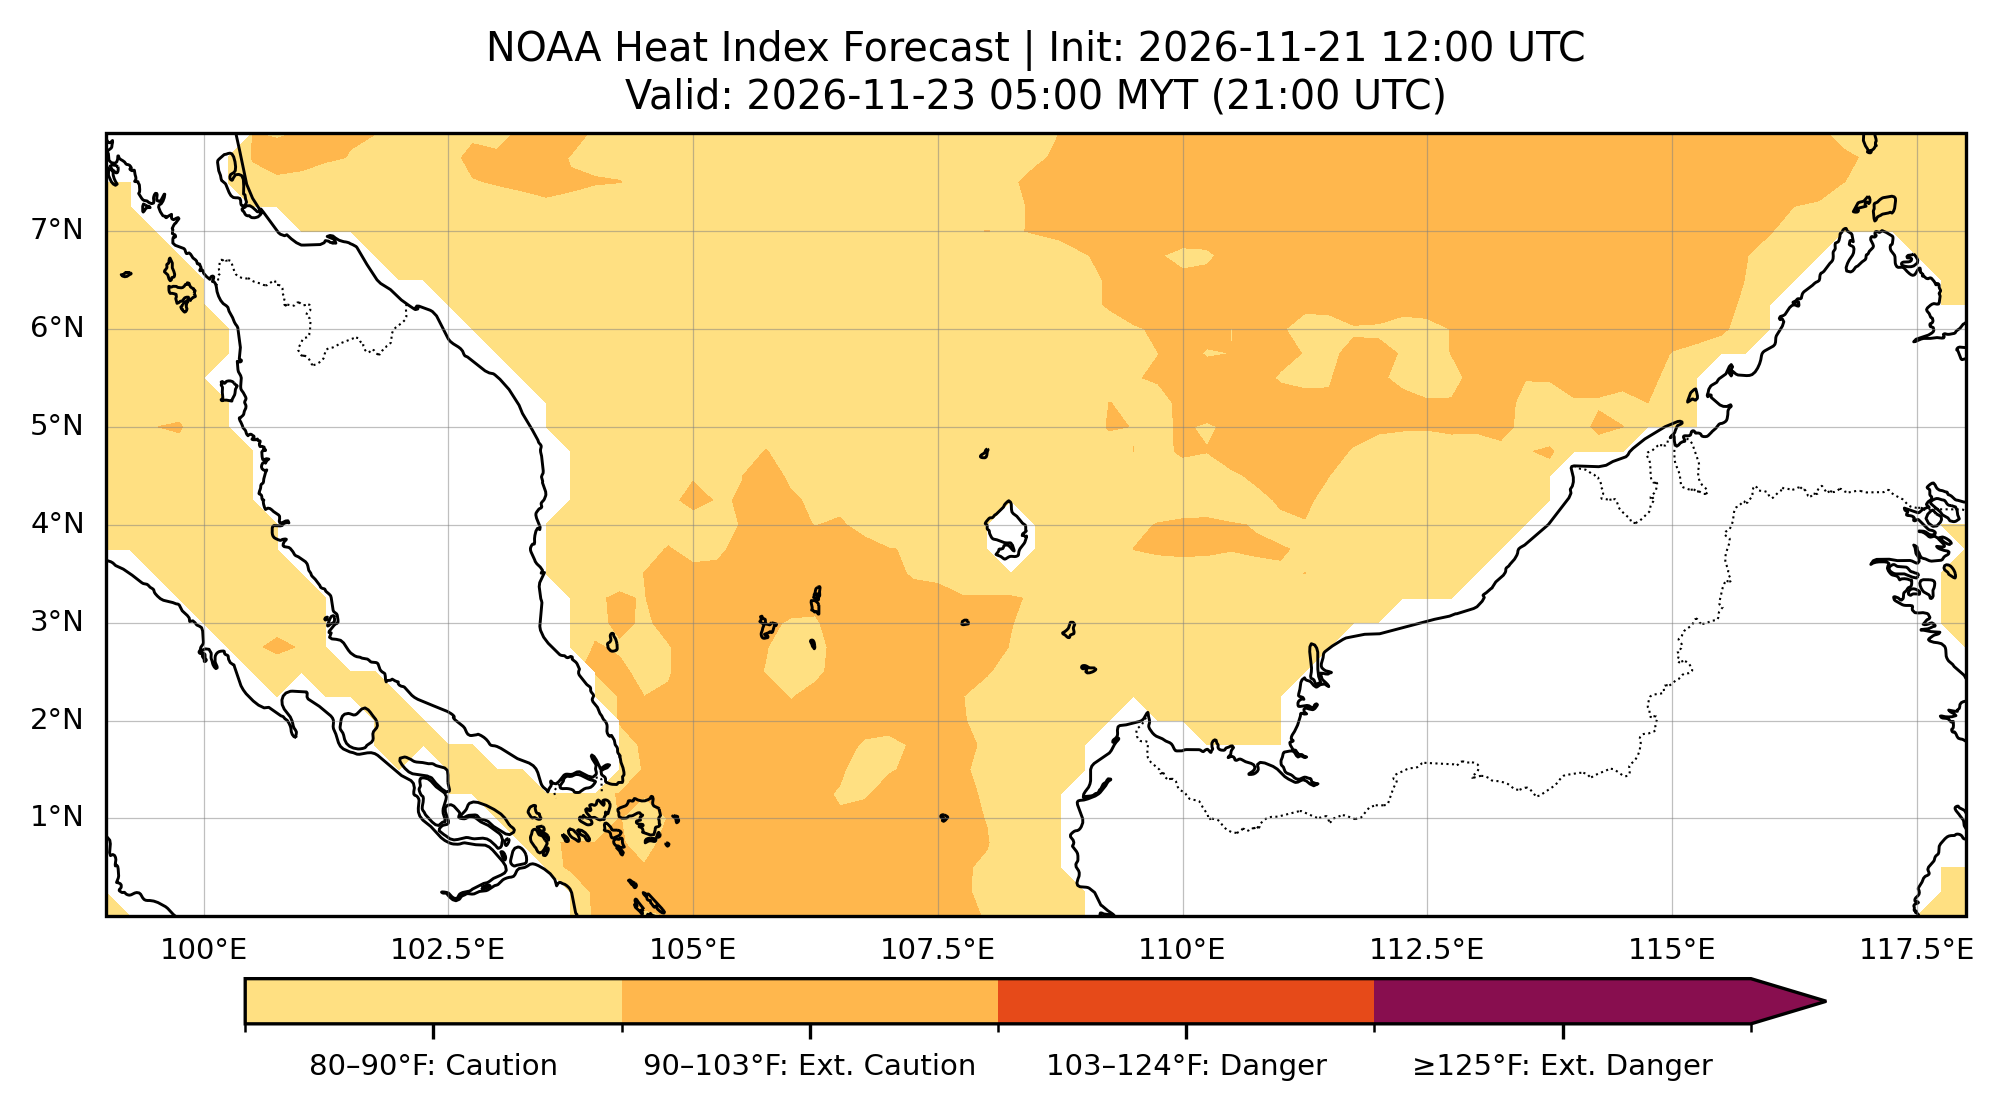 NOAA Heat Index Forecast | Init: 2026-11-21 12:00 UTC
Valid: 2026-11-23 05:00 MYT (21:00 UTC)
7°N
6°N
5°N
4°N
3°N
2°N
1°N
100°E 102.5°E 105°E 107.5°E 110°E 112.5°E 115°E 117.5°E
80–90°F: Caution 90–103°F: Ext. Caution 103–124°F: Danger ≥125°F: Ext. Danger